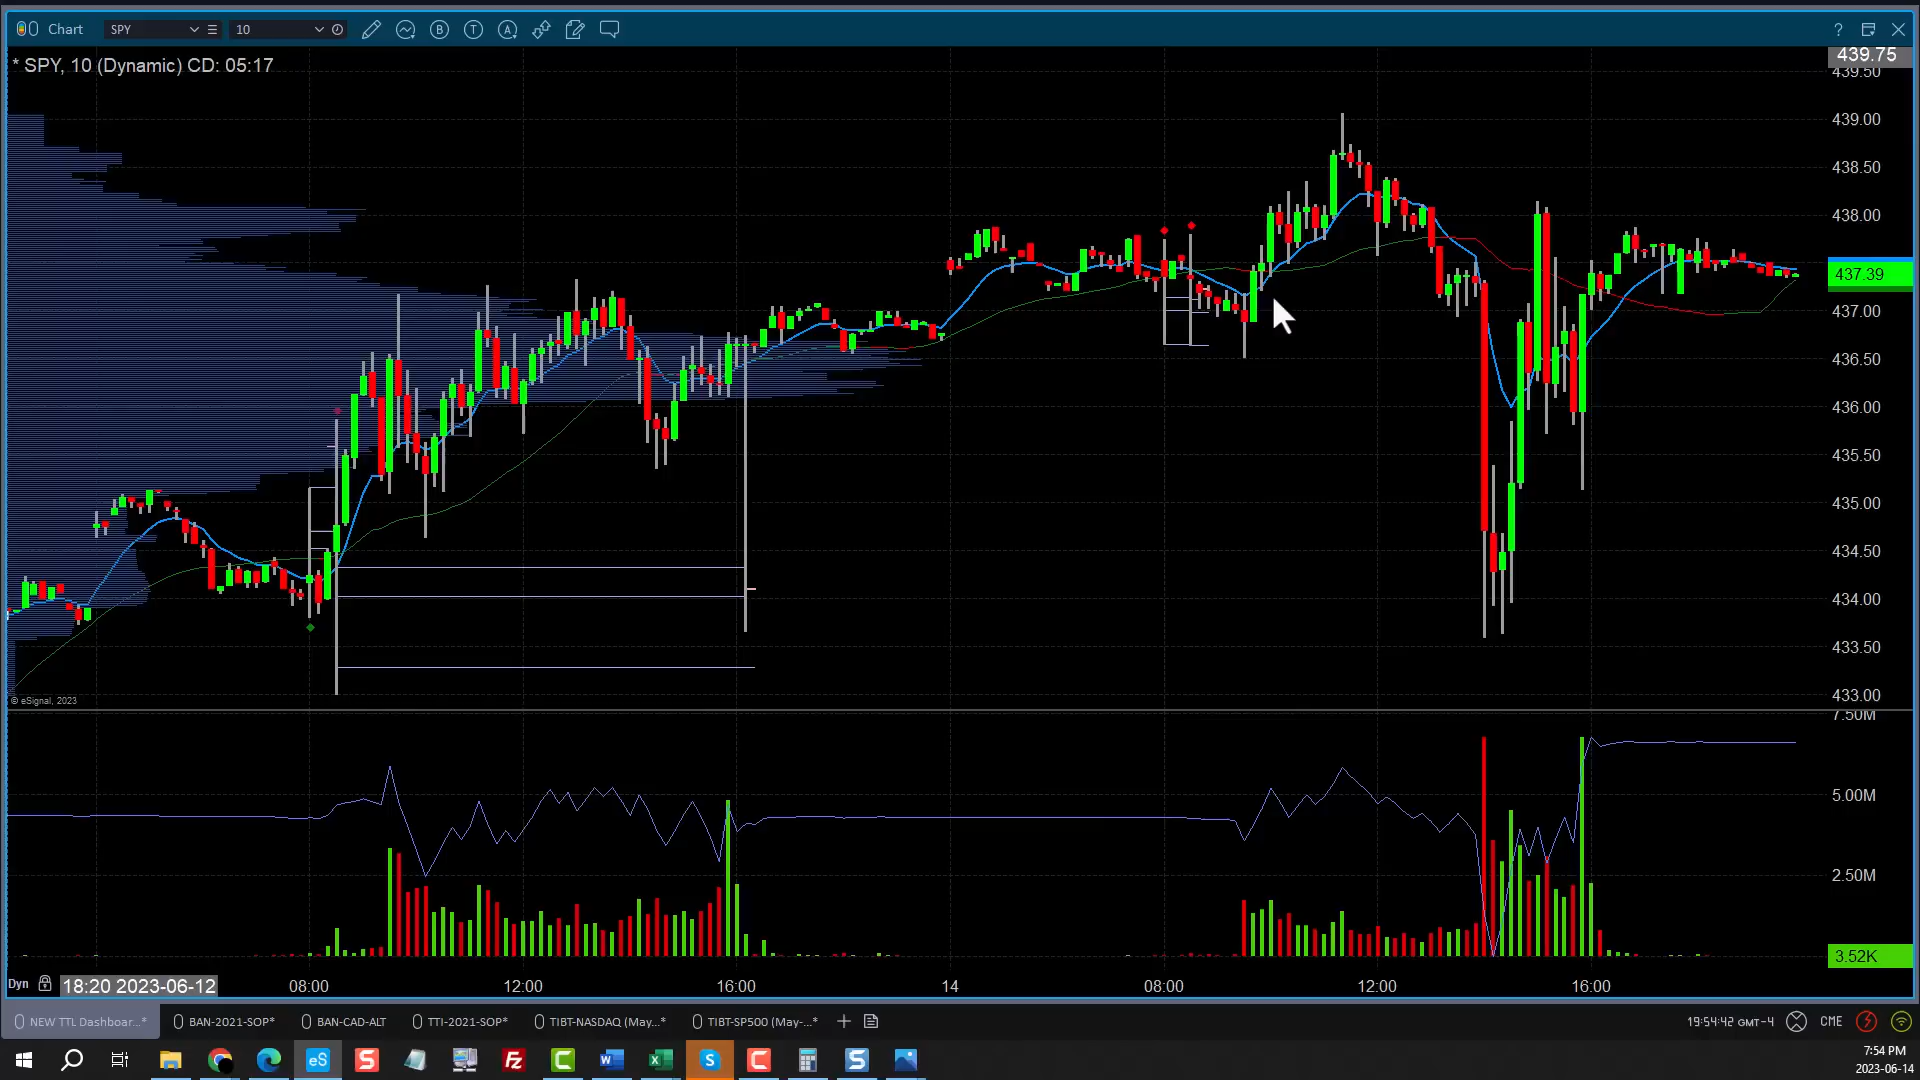 Chart SPY 10 B T A ?
* SPY, 10 (Dynamic) CD: 05:17
439.75
439.50
439.00
438.50
438.00
437.39
437.00
436.50
436.00
435.50
435.00
434.50
434.00
433.50
433.00
© eSignal, 2023
7.50M
5.00M
2.50M
3.52K
Dyn 18:20 2023-06-12 08:00 12:00 16:00 14 08:00 12:00 16:00
NEW TTL Dashboar...* BAN-2021-SOP* BAN-CAD-ALT TTI-2021-SOP* TIBT-NASDAQ (May...* TIBT-SP500 (May-...* 19:54:42 GMT-4 CME
eS S Fz C W X S C S
7:54 PM
2023-06-14